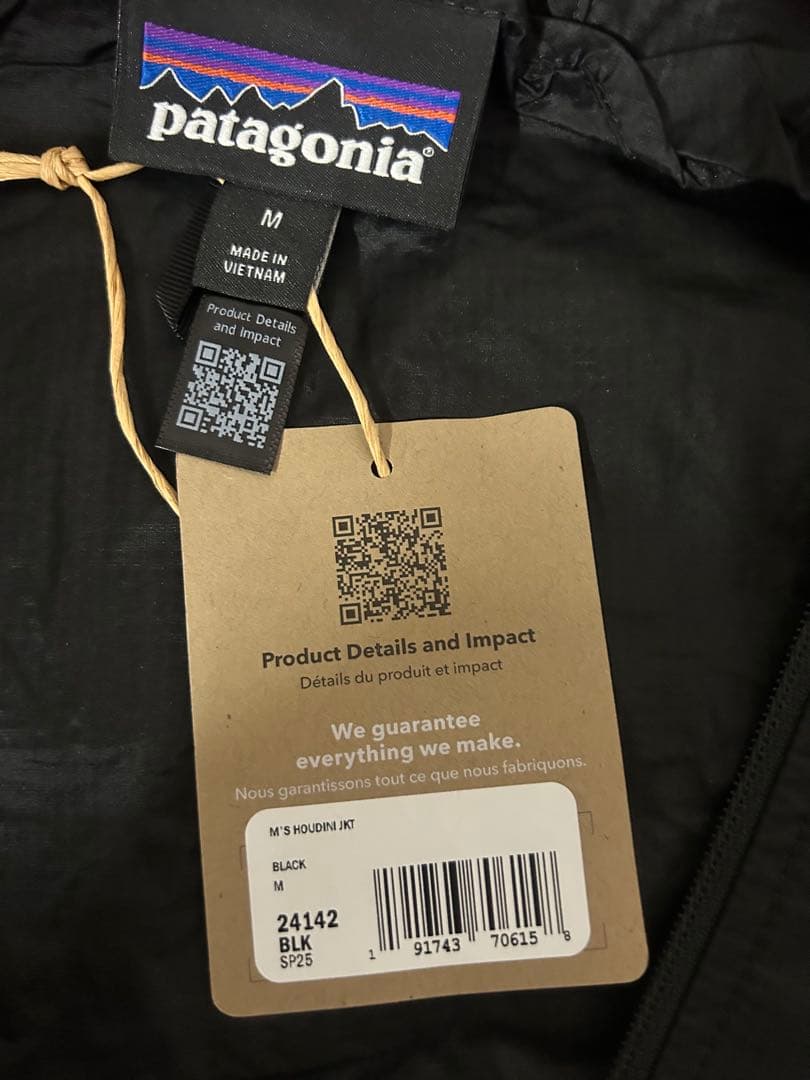 patagonia®
M
MADE IN
VIETNAM
Product Details
and Impact
Product Details and Impact
Détails du produit et impact
We guarantee
everything we make.
Nous garantissons tout ce que nous fabriquons.
M'S HOUDINI JKT
BLACK
M
24142
BLK
SP25
1 91743 70615 8